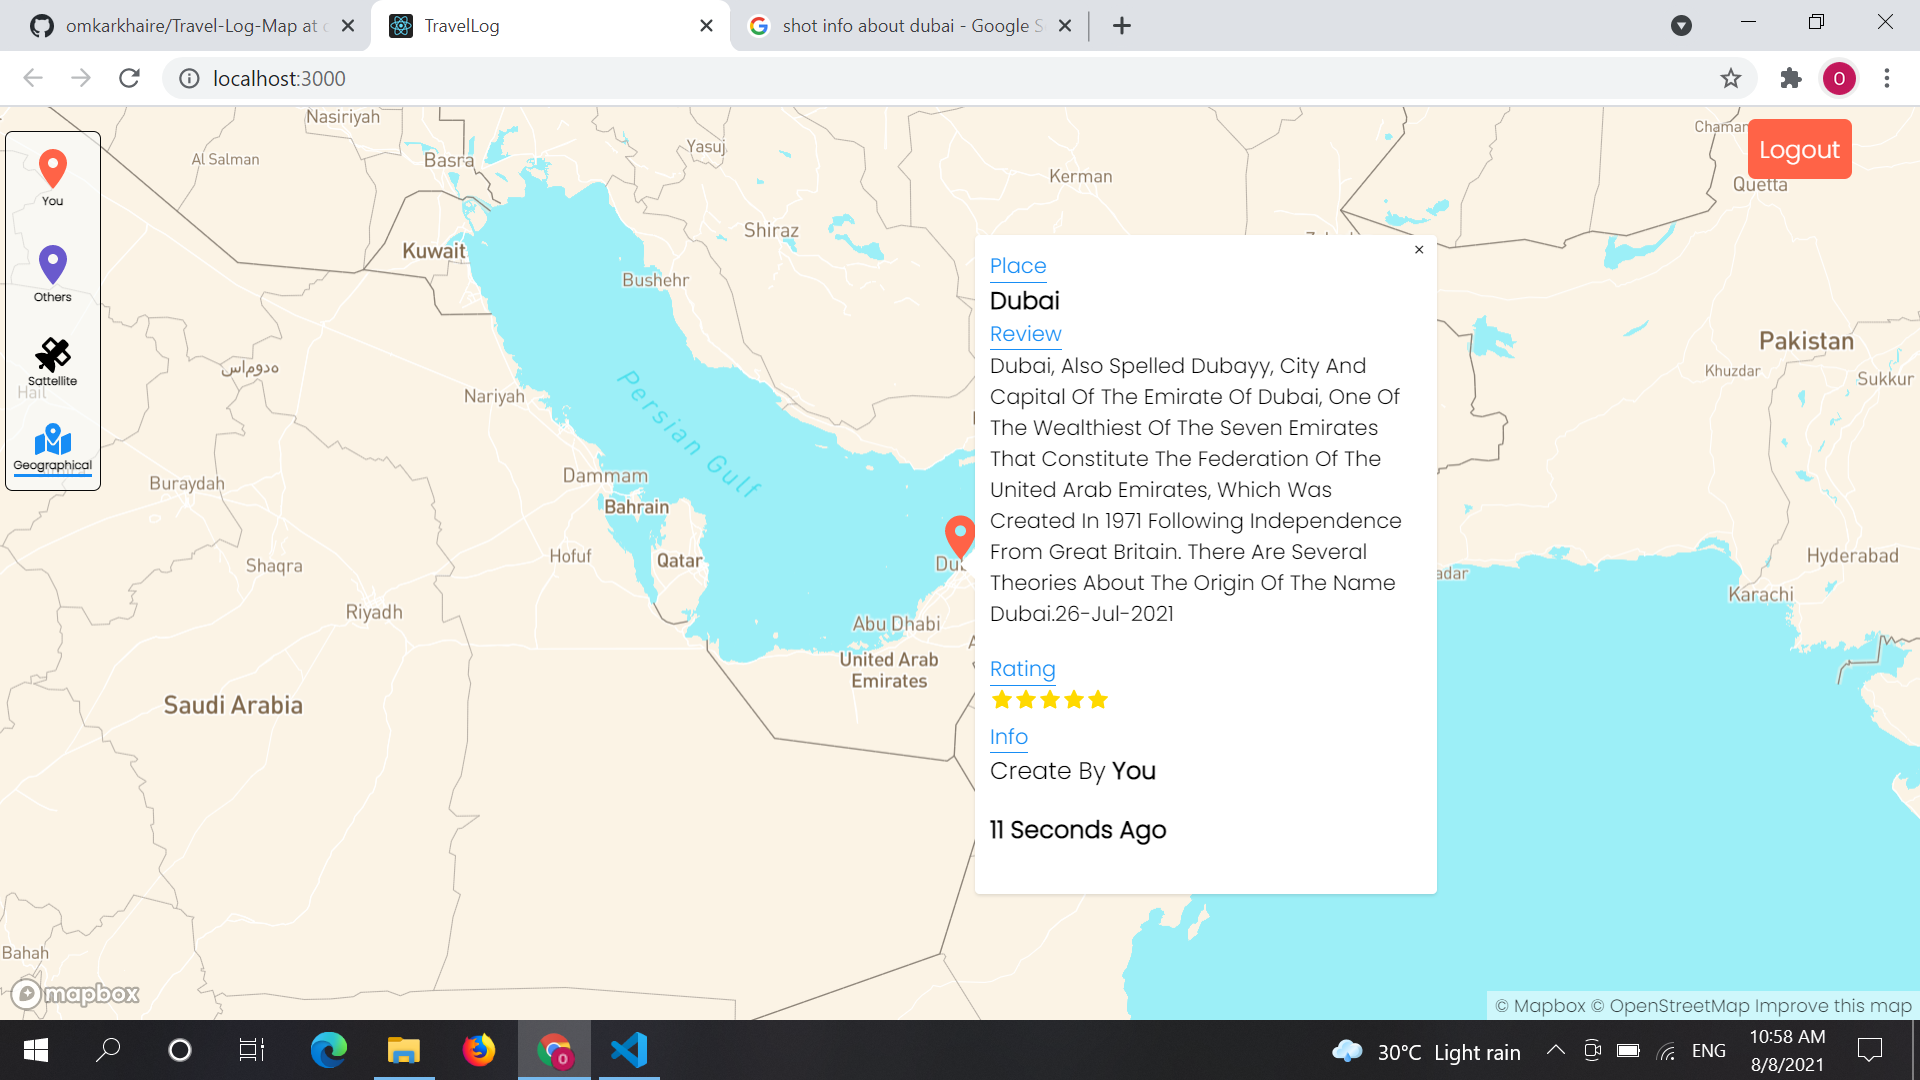 omkarkhaire/Travel-Log-Map at
TravelLog
shot info about dubai - Google S
localhost:3000
O
Logout
You
Others
Sattellite
Geographical
Nasiriyah
Al Salman
Basra
Yasuj
Kerman
Chaman
Quetta
Kuwait
Shiraz
Bushehr
Hail
سماوه‌ام
Nariyah
Persian Gulf
Pakistan
Khuzdar
Sukkur
Buraydah
Dammam
Bahrain
Hofuf
Qatar
Shaqra
Riyadh
Abu Dhabi
United Arab
Emirates
Saudi Arabia
adar
Hyderabad
Karachi
Bahah
×
Place
Dubai
Review
Dubai, Also Spelled Dubayy, City And
Capital Of The Emirate Of Dubai, One Of
The Wealthiest Of The Seven Emirates
That Constitute The Federation Of The
United Arab Emirates, Which Was
Created In 1971 Following Independence
From Great Britain. There Are Several
Theories About The Origin Of The Name
Dubai.26-Jul-2021
Rating
Info
Create By You
11 Seconds Ago
mapbox
© Mapbox © OpenStreetMap Improve this map
30°C Light rain
ENG
10:58 AM
8/8/2021